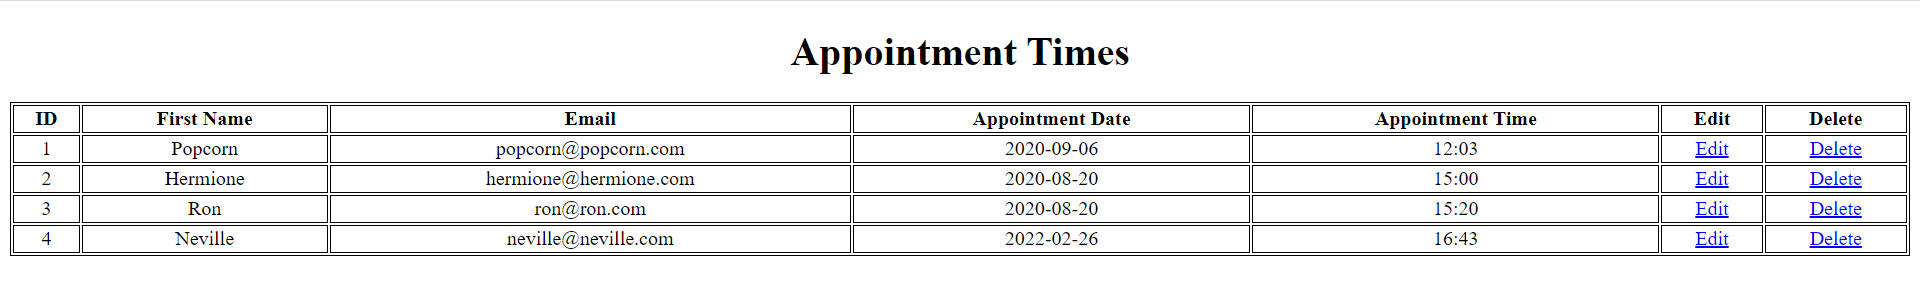 Appointment Times
ID First Name Email Appointment Date Appointment Time Edit Delete
1 Popcorn popcorn@popcorn.com 2020-09-06 12:03 Edit Delete
2 Hermione hermione@hermione.com 2020-08-20 15:00 Edit Delete
3 Ron ron@ron.com 2020-08-20 15:20 Edit Delete
4 Neville neville@neville.com 2022-02-26 16:43 Edit Delete